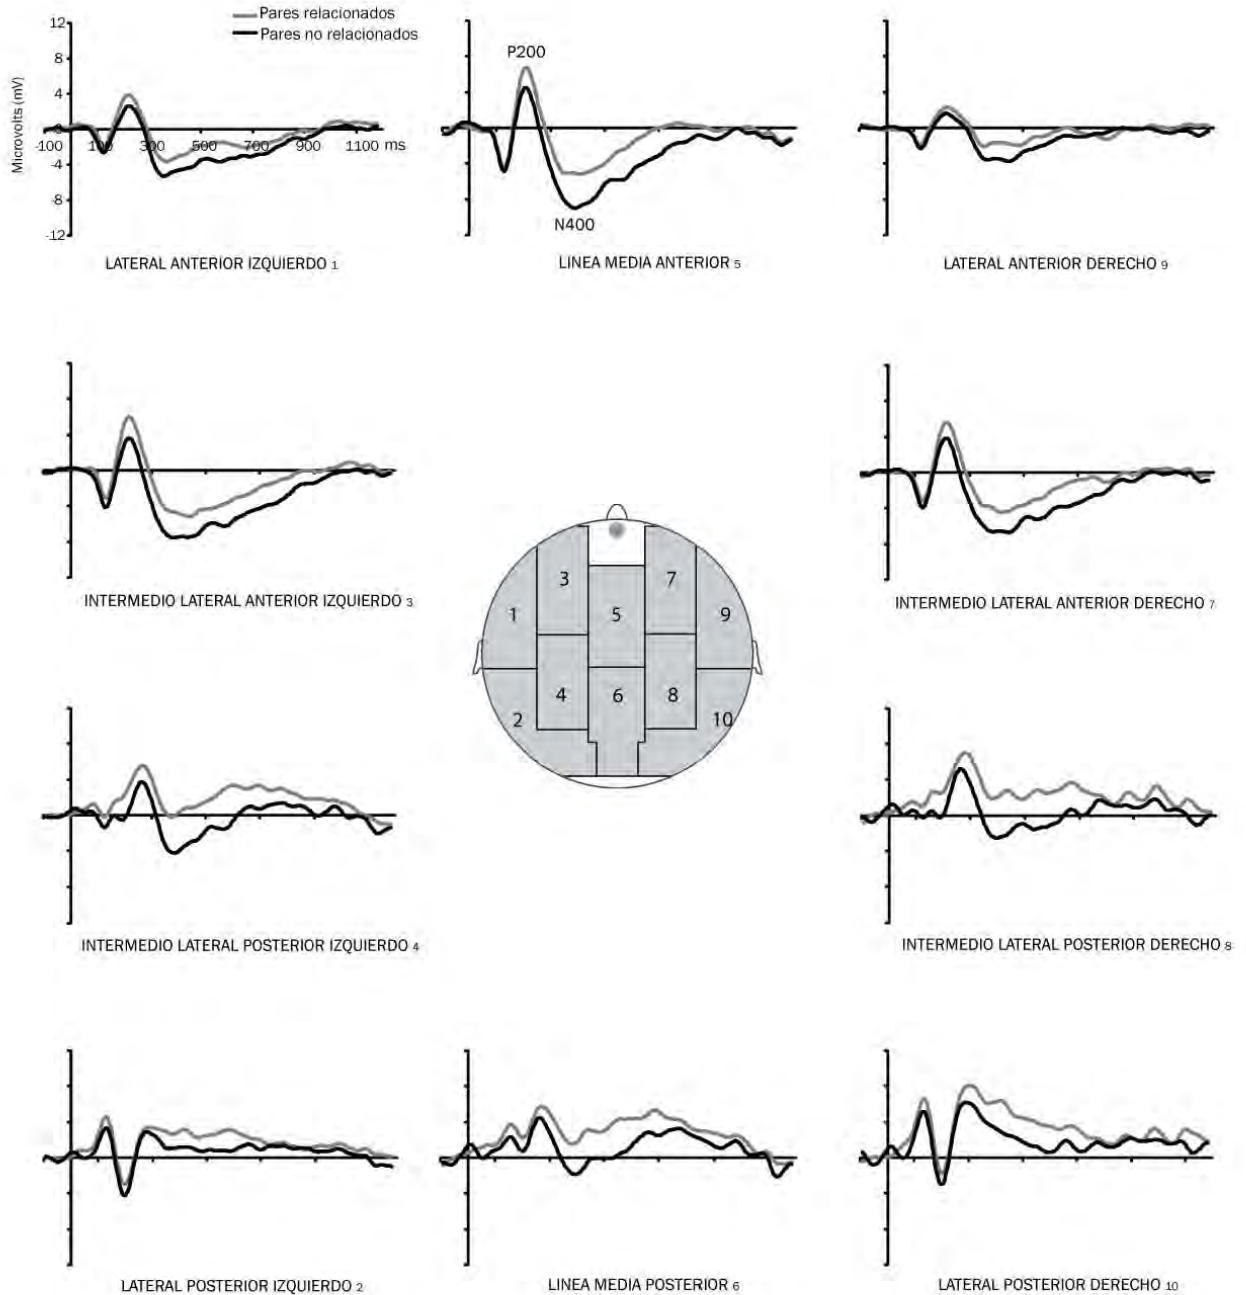 Pares relacionados
Pares no relacionados
Microvolts (mV)
12
8
4
0
-4
-8
-12
-100 100 300 500 700 900 1100 ms
LATERAL ANTERIOR IZQUIERDO 1
P200
N400
LINEA MEDIA ANTERIOR 5
LATERAL ANTERIOR DERECHO 9
INTERMEDIO LATERAL ANTERIOR IZQUIERDO 3
INTERMEDIO LATERAL ANTERIOR DERECHO 7
3 7
1 5 9
4 6 8
2 10
INTERMEDIO LATERAL POSTERIOR IZQUIERDO 4
INTERMEDIO LATERAL POSTERIOR DERECHO 8
LATERAL POSTERIOR IZQUIERDO 2
LINEA MEDIA POSTERIOR 6
LATERAL POSTERIOR DERECHO 10